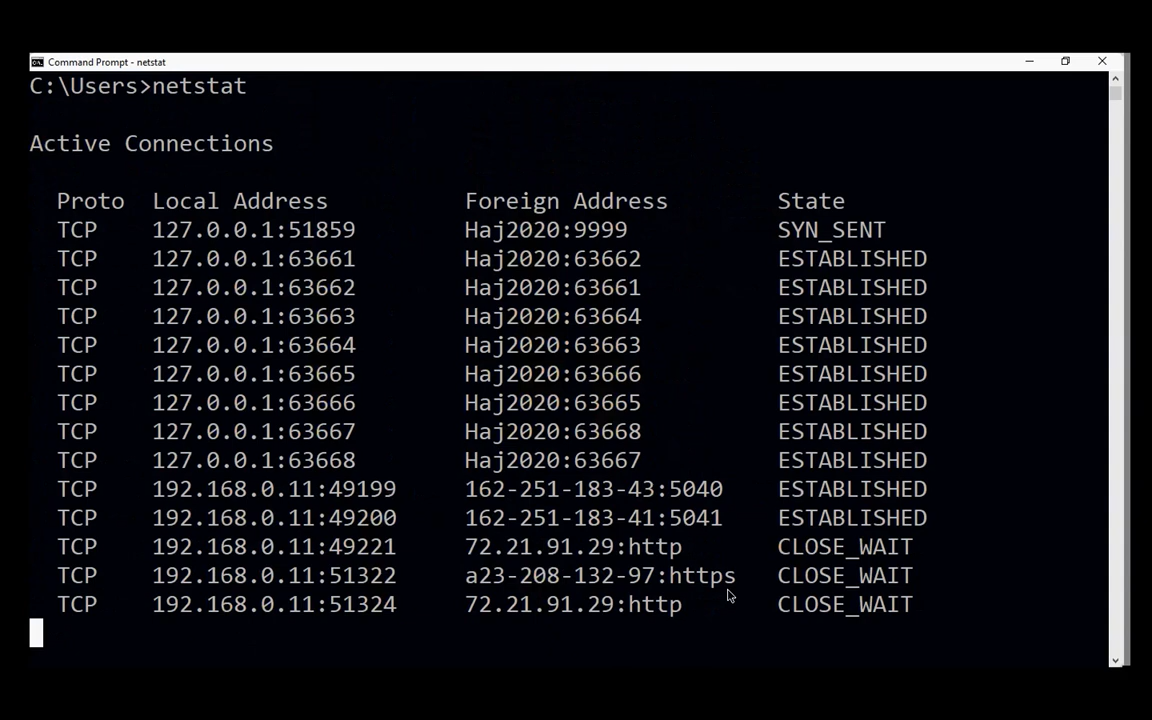 Command Prompt - netstat
C:\Users>netstat
Active Connections
Proto  Local Address          Foreign Address        State
TCP    127.0.0.1:51859        Haj2020:9999           SYN_SENT
TCP    127.0.0.1:63661        Haj2020:63662          ESTABLISHED
TCP    127.0.0.1:63662        Haj2020:63661          ESTABLISHED
TCP    127.0.0.1:63663        Haj2020:63664          ESTABLISHED
TCP    127.0.0.1:63664        Haj2020:63663          ESTABLISHED
TCP    127.0.0.1:63665        Haj2020:63666          ESTABLISHED
TCP    127.0.0.1:63666        Haj2020:63665          ESTABLISHED
TCP    127.0.0.1:63667        Haj2020:63668          ESTABLISHED
TCP    127.0.0.1:63668        Haj2020:63667          ESTABLISHED
TCP    192.168.0.11:49199     162-251-183-43:5040    ESTABLISHED
TCP    192.168.0.11:49200     162-251-183-41:5041    ESTABLISHED
TCP    192.168.0.11:49221     72.21.91.29:http       CLOSE_WAIT
TCP    192.168.0.11:51322     a23-208-132-97:https   CLOSE_WAIT
TCP    192.168.0.11:51324     72.21.91.29:http       CLOSE_WAIT